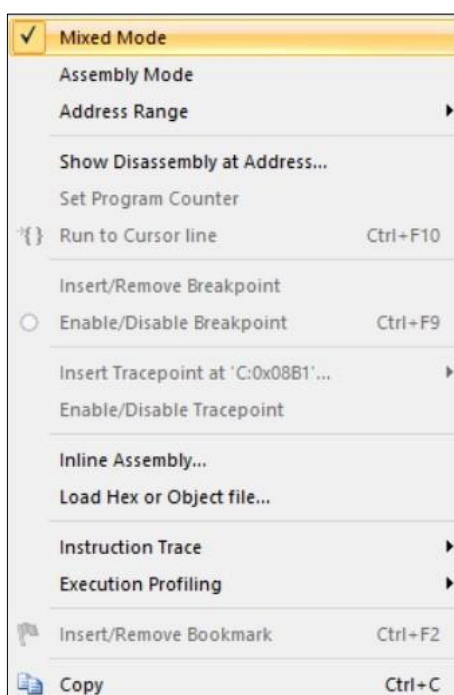 Mixed Mode
Assembly Mode
Address Range
Show Disassembly at Address...
Set Program Counter
Run to Cursor line Ctrl+F10
Insert/Remove Breakpoint
Enable/Disable Breakpoint Ctrl+F9
Insert Tracepoint at 'C:0x08B1'...
Enable/Disable Tracepoint
Inline Assembly...
Load Hex or Object file...
Instruction Trace
Execution Profiling
Insert/Remove Bookmark Ctrl+F2
Copy Ctrl+C